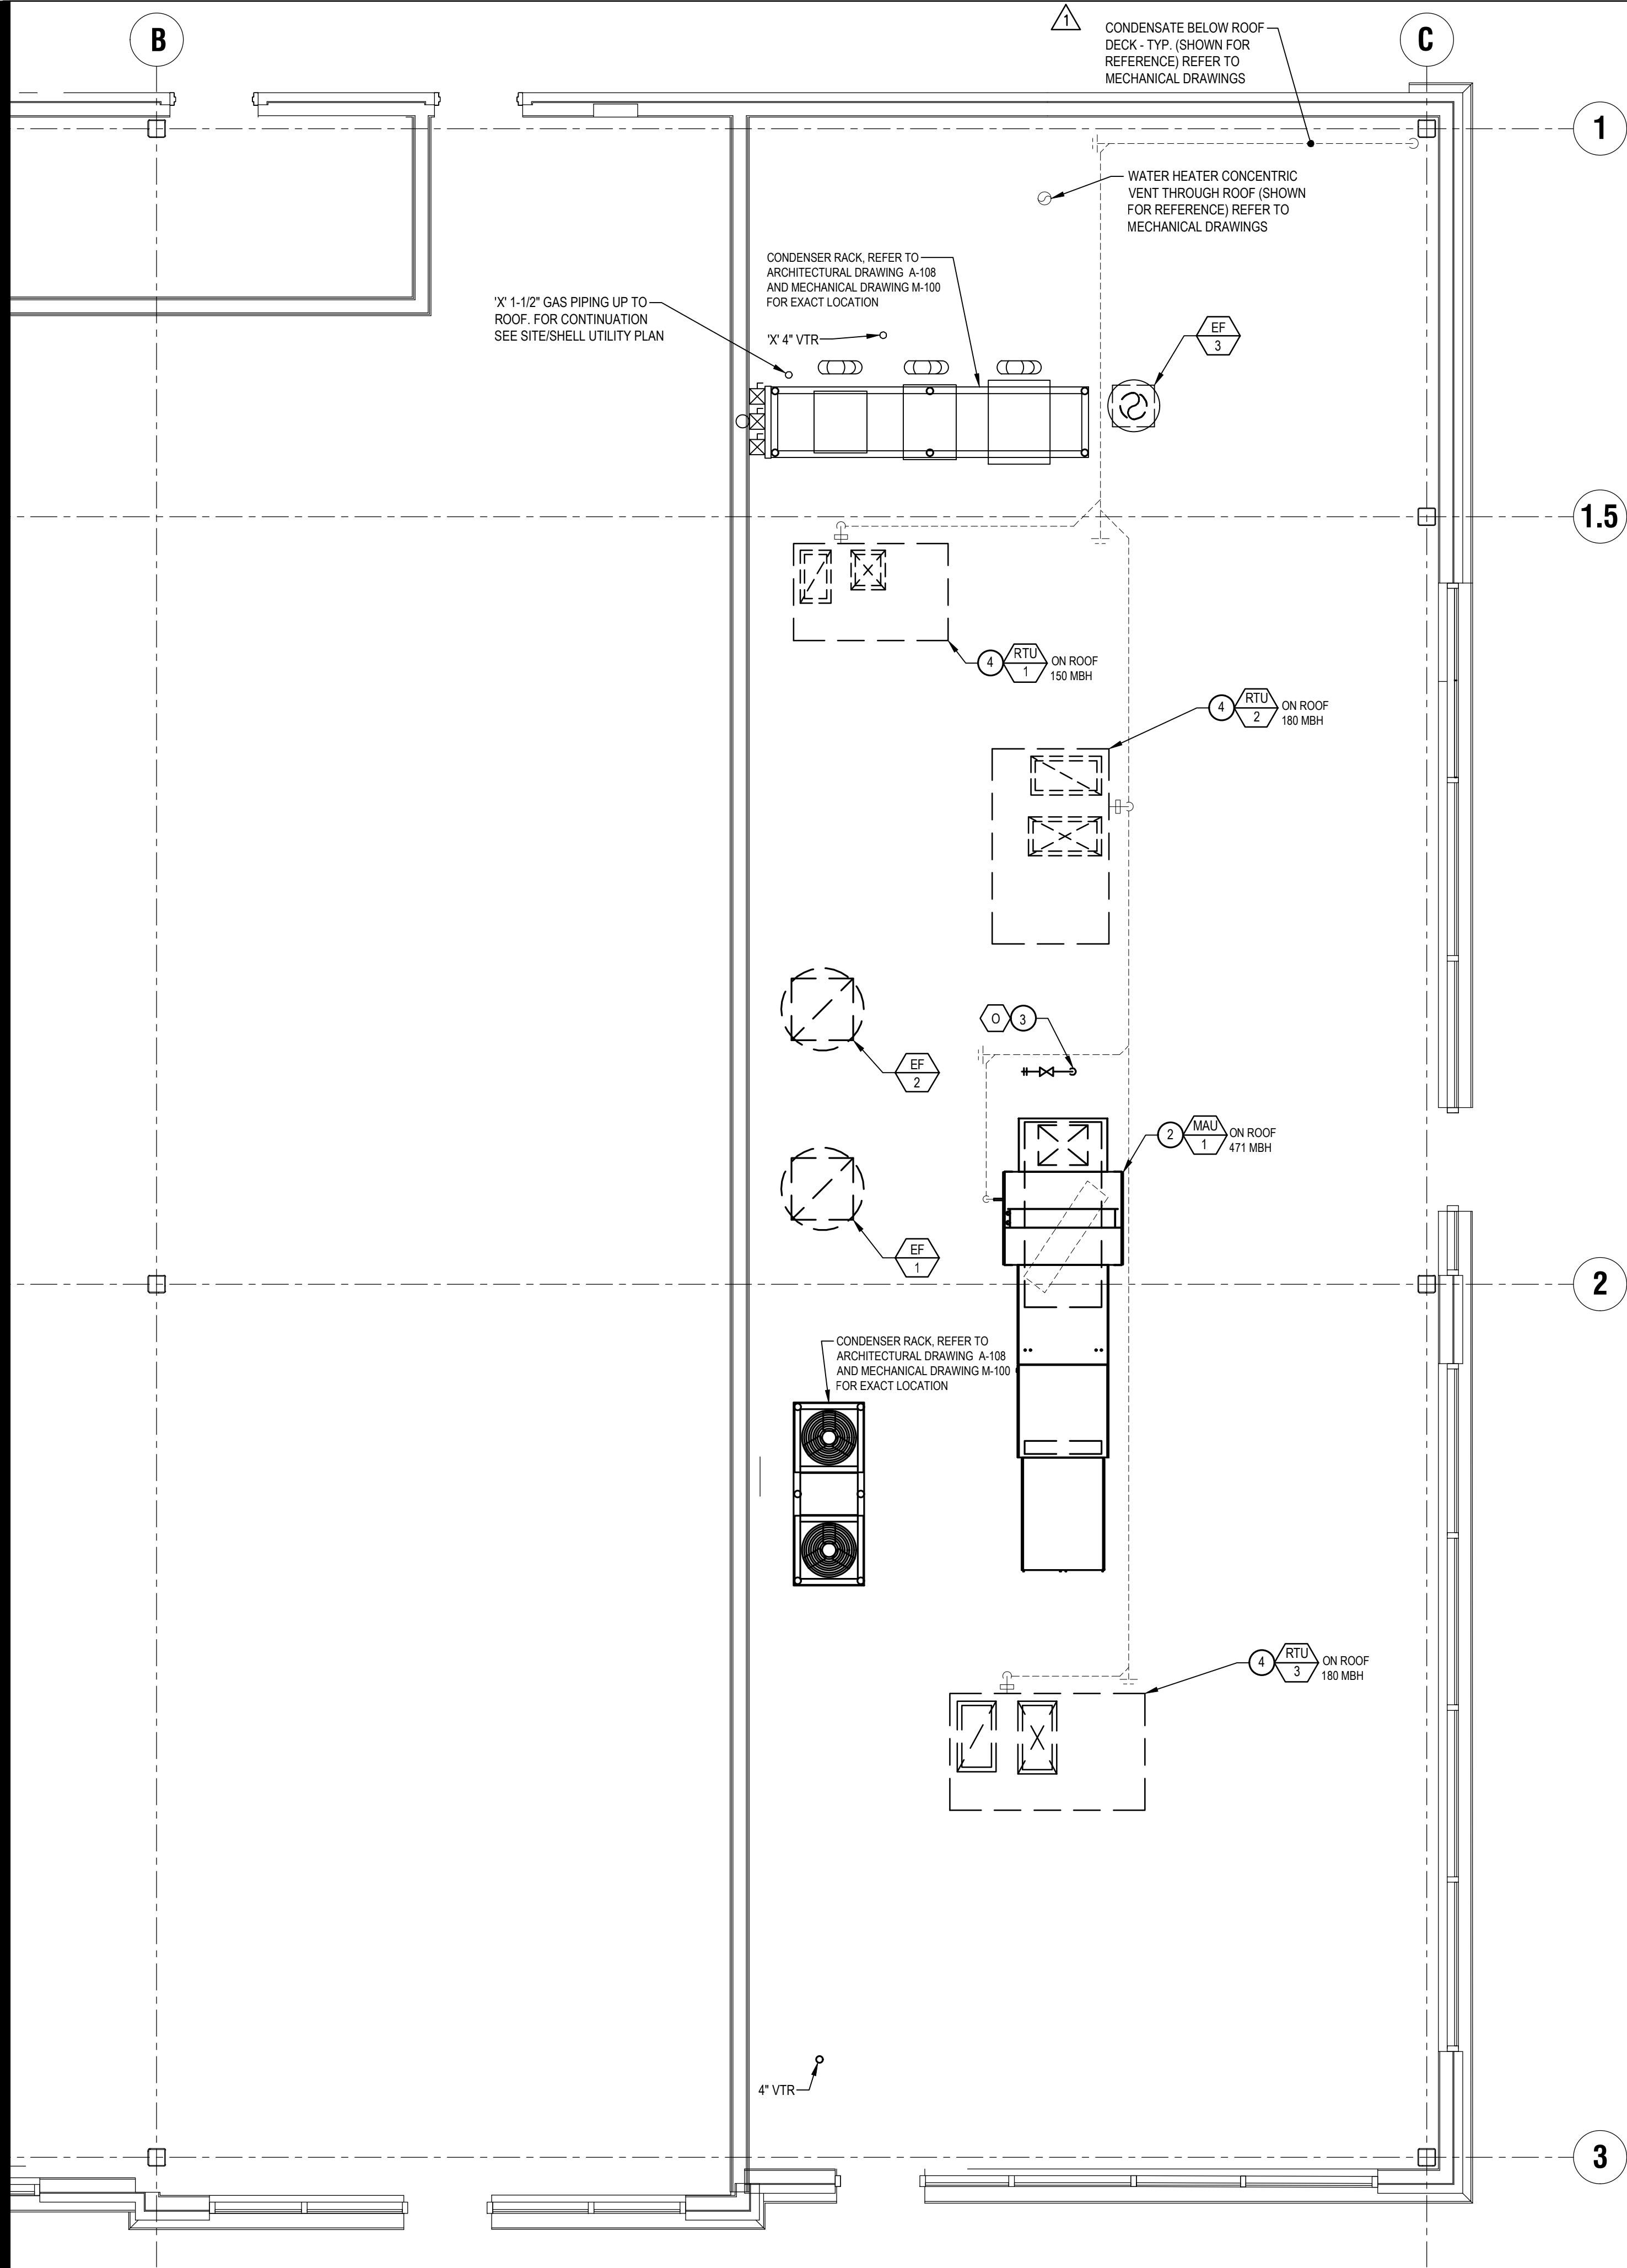 B
1
CONDENSATE BELOW ROOF
DECK - TYP. (SHOWN FOR
REFERENCE) REFER TO
MECHANICAL DRAWINGS
C
1
WATER HEATER CONCENTRIC
VENT THROUGH ROOF (SHOWN
FOR REFERENCE) REFER TO
MECHANICAL DRAWINGS
CONDENSER RACK, REFER TO
ARCHITECTURAL DRAWING A-108
AND MECHANICAL DRAWING M-100
FOR EXACT LOCATION
'X' 1-1/2" GAS PIPING UP TO
ROOF. FOR CONTINUATION
SEE SITE/SHELL UTILITY PLAN
'X' 4" VTR
EF
3
1.5
4
RTU
1
ON ROOF
150 MBH
4
RTU
2
ON ROOF
180 MBH
O
3
EF
2
2
MAU
1
ON ROOF
471 MBH
EF
1
2
CONDENSER RACK, REFER TO
ARCHITECTURAL DRAWING A-108
AND MECHANICAL DRAWING M-100
FOR EXACT LOCATION
4
RTU
3
ON ROOF
180 MBH
4" VTR
3